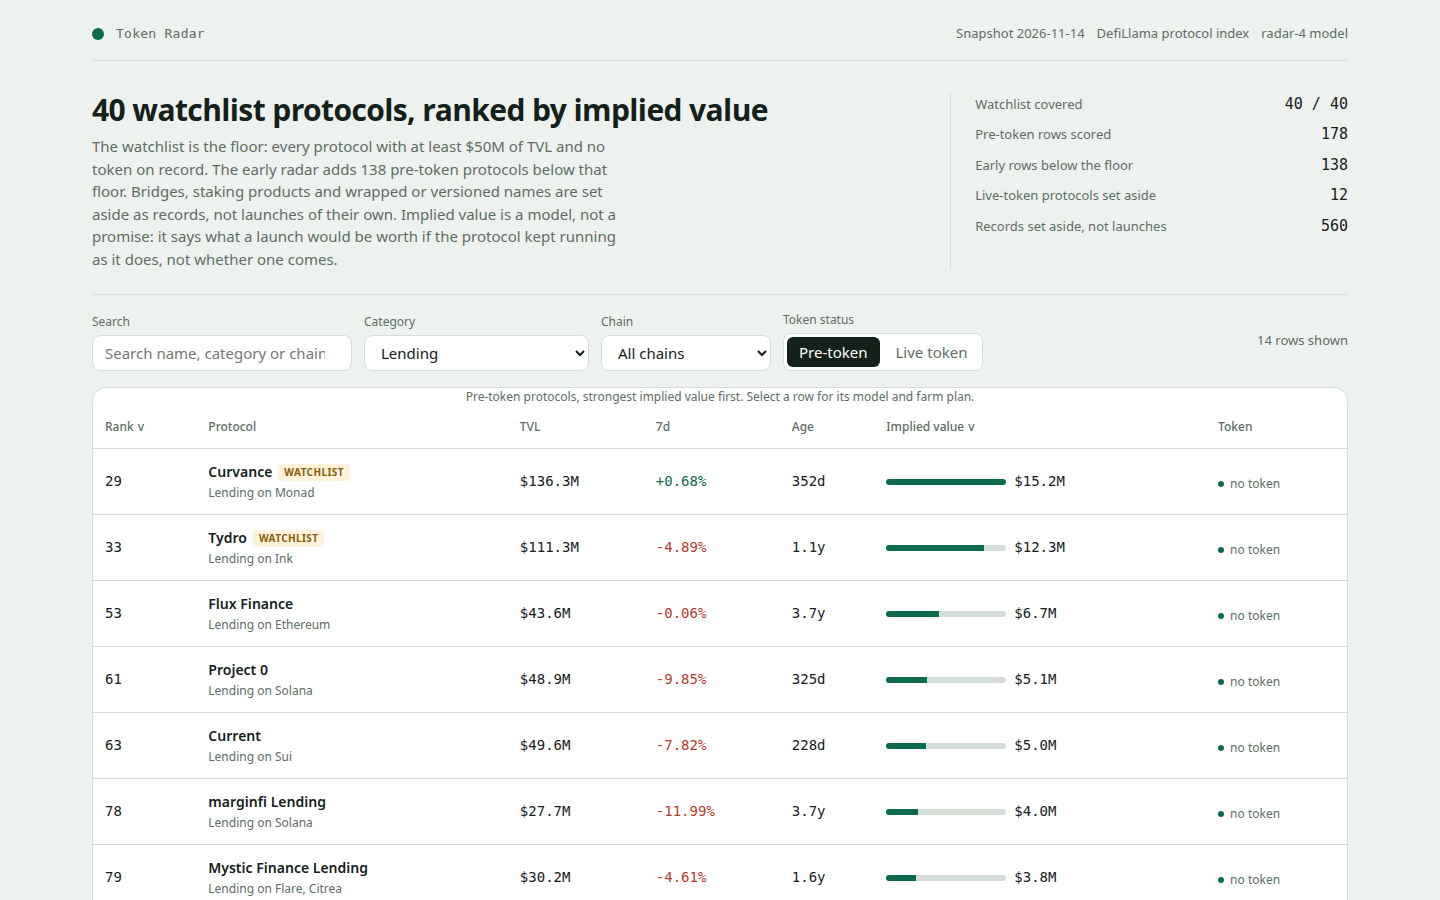 Token Radar
Snapshot 2026-11-14 DefiLlama protocol index radar-4 model
40 watchlist protocols, ranked by implied value
The watchlist is the floor: every protocol with at least $50M of TVL and no
token on record. The early radar adds 138 pre-token protocols below that
floor. Bridges, staking products and wrapped or versioned names are set
aside as records, not launches of their own. Implied value is a model, not a
promise: it says what a launch would be worth if the protocol kept running
as it does, not whether one comes.
Watchlist covered 40 / 40
Pre-token rows scored 178
Early rows below the floor 138
Live-token protocols set aside 12
Records set aside, not launches 560
Search Category Chain Token status
Search name, category or chain Lending All chains Pre-token Live token 14 rows shown
Pre-token protocols, strongest implied value first. Select a row for its model and farm plan.
Rank v Protocol TVL 7d Age Implied value v Token
29 Curvance WATCHLIST $136.3M +0.68% 352d $15.2M no token
Lending on Monad
33 Tydro WATCHLIST $111.3M -4.89% 1.1y $12.3M no token
Lending on Ink
53 Flux Finance $43.6M -0.06% 3.7y $6.7M no token
Lending on Ethereum
61 Project 0 $48.9M -9.85% 325d $5.1M no token
Lending on Solana
63 Current $49.6M -7.82% 228d $5.0M no token
Lending on Sui
78 marginfi Lending $27.7M -11.99% 3.7y $4.0M no token
Lending on Solana
79 Mystic Finance Lending $30.2M -4.61% 1.6y $3.8M no token
Lending on Flare, Citrea